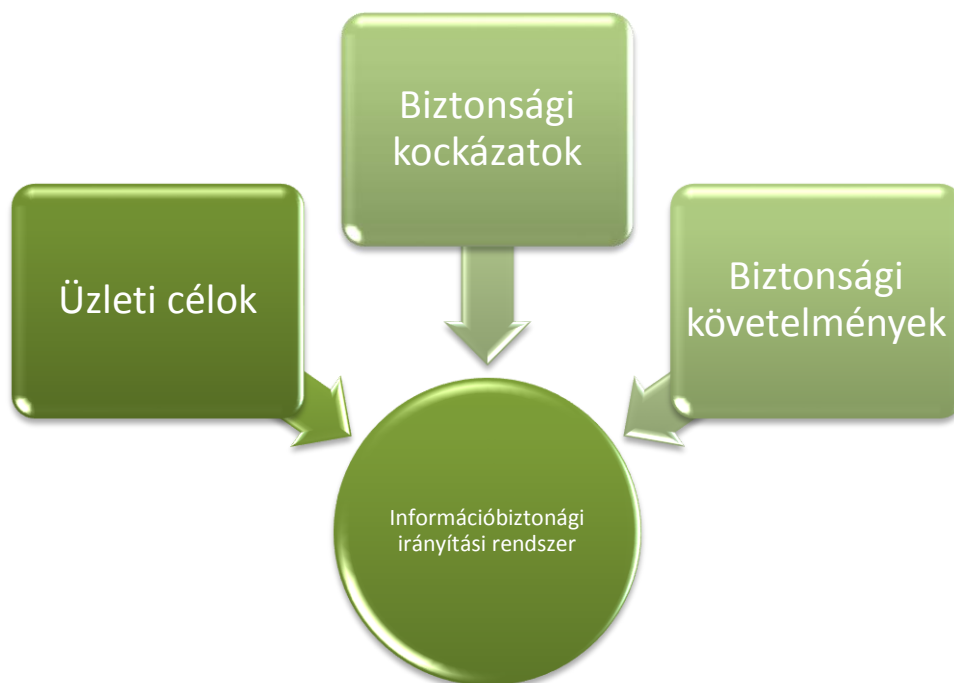 Biztonsági
kockázatok
Üzleti célok
Biztonsági
követelmények
Információbiztonági
irányítási rendszer